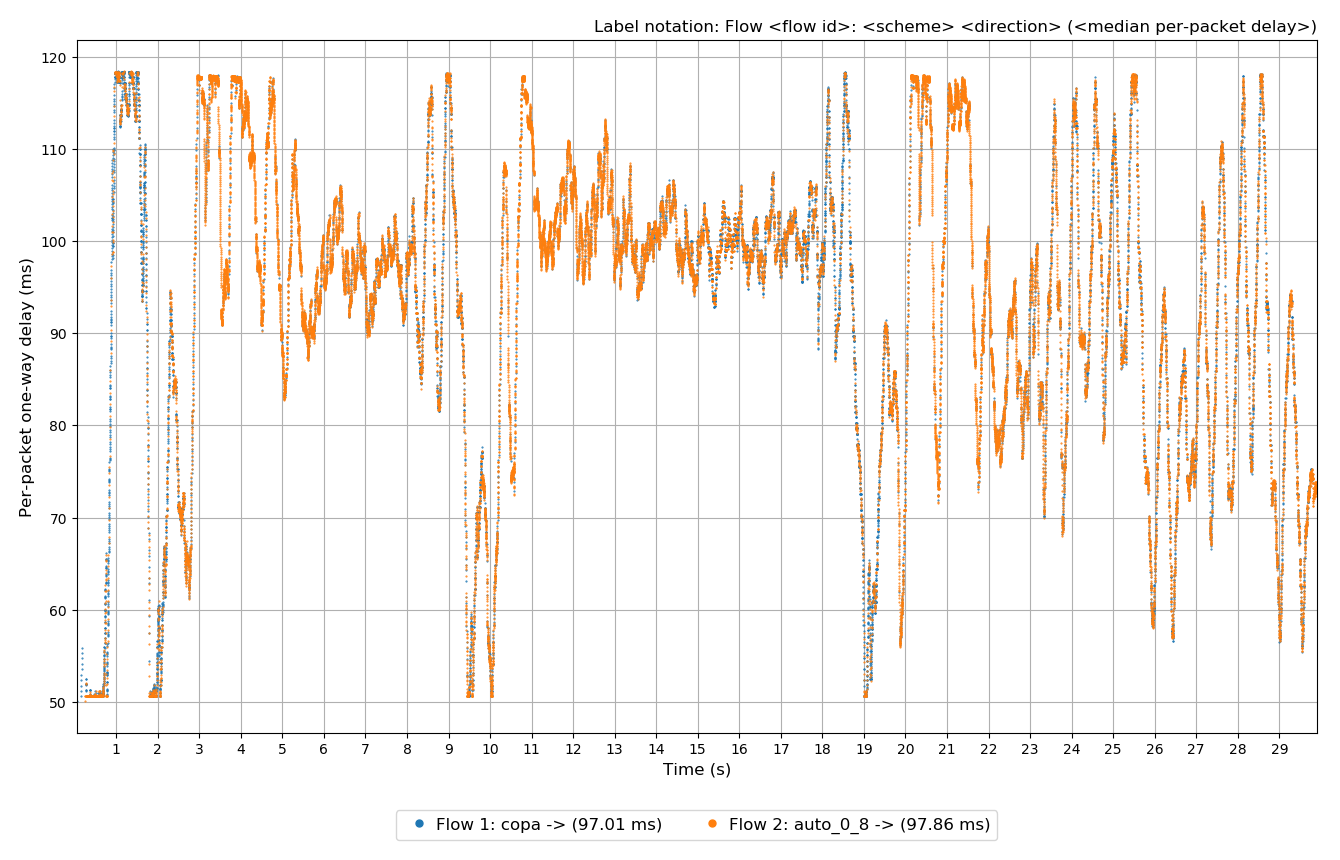 Label notation: Flow <flow id>: <scheme> <direction> (<median per-packet delay>)
Per-packet one-way delay (ms)
120
110
100
90
80
70
60
50
1 2 3 4 5 6 7 8 9 10 11 12 13 14 15 16 17 18 19 20 21 22 23 24 25 26 27 28 29
Time (s)
Flow 1: copa -> (97.01 ms)
Flow 2: auto_0_8 -> (97.86 ms)